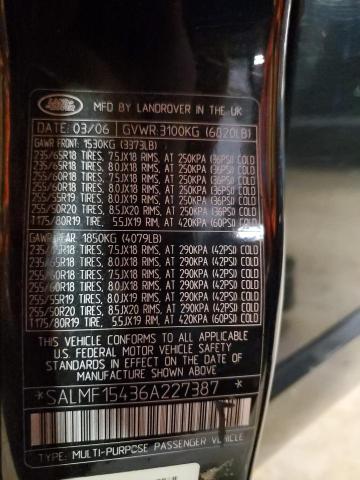 LAND ROVER
MFD BY LANDROVER IN THE UK
DATE: 03/06 GVWR: 3100KG (6820LB)
GAWR FRONT: 1530KG (3373LB)
235/65R18 TIRES, 7.5JX18 RIMS, AT 250KPA (36PSI) COLD
235/65R18 TIRES, 8.0JX18 RIMS, AT 250KPA (36PSI) COLD
255/60R18 TIRES, 7.5JX18 RIMS, AT 250KPA (36PSI) COLD
255/60R18 TIRES, 8.0JX18 RIMS, AT 250KPA (36PSI) COLD
255/55R19 TIRES, 8.0JX19 RIMS, AT 250KPA (36PSI) COLD
255/50R20 TIRES, 8.5JX20 RIMS, AT 250KPA (36PSI) COLD
T175/80R19 TIRE, 5.5JX19 RIM, AT 420KPA (60PSI) COLD
GAWR REAR: 1850KG (4079LB)
TIRES, 7.5JX18 RIMS, AT 290KPA (42PSI) COLD
TIRES, 8.0JX18 RIMS, AT 290KPA (42PSI) COLD
255/60R18 TIRES, 7.5JX18 RIMS, AT 290KPA (42PSI) COLD
255/60R18 TIRES, 8.0JX18 RIMS, AT 290KPA (42PSI) COLD
255/55R19 TIRES, 8.0JX19 RIMS, AT 290KPA (42PSI) COLD
255/50R20 TIRES, 8.5JX20 RIMS, AT 290KPA (42PSI) COLD
T175/80R19 TIRE, 5.5JX19 RIM, AT 420KPA (60PSI) COLD
THIS VEHICLE CONFORMS TO ALL APPLICABLE
U.S. FEDERAL MOTOR VEHICLE SAFETY
STANDARDS IN EFFECT ON THE DATE OF
MANUFACTURE SHOWN ABOVE
*SALMF15436A227387 *
TYPE: MULTI-PURPOSE PASSENGER VEHICLE